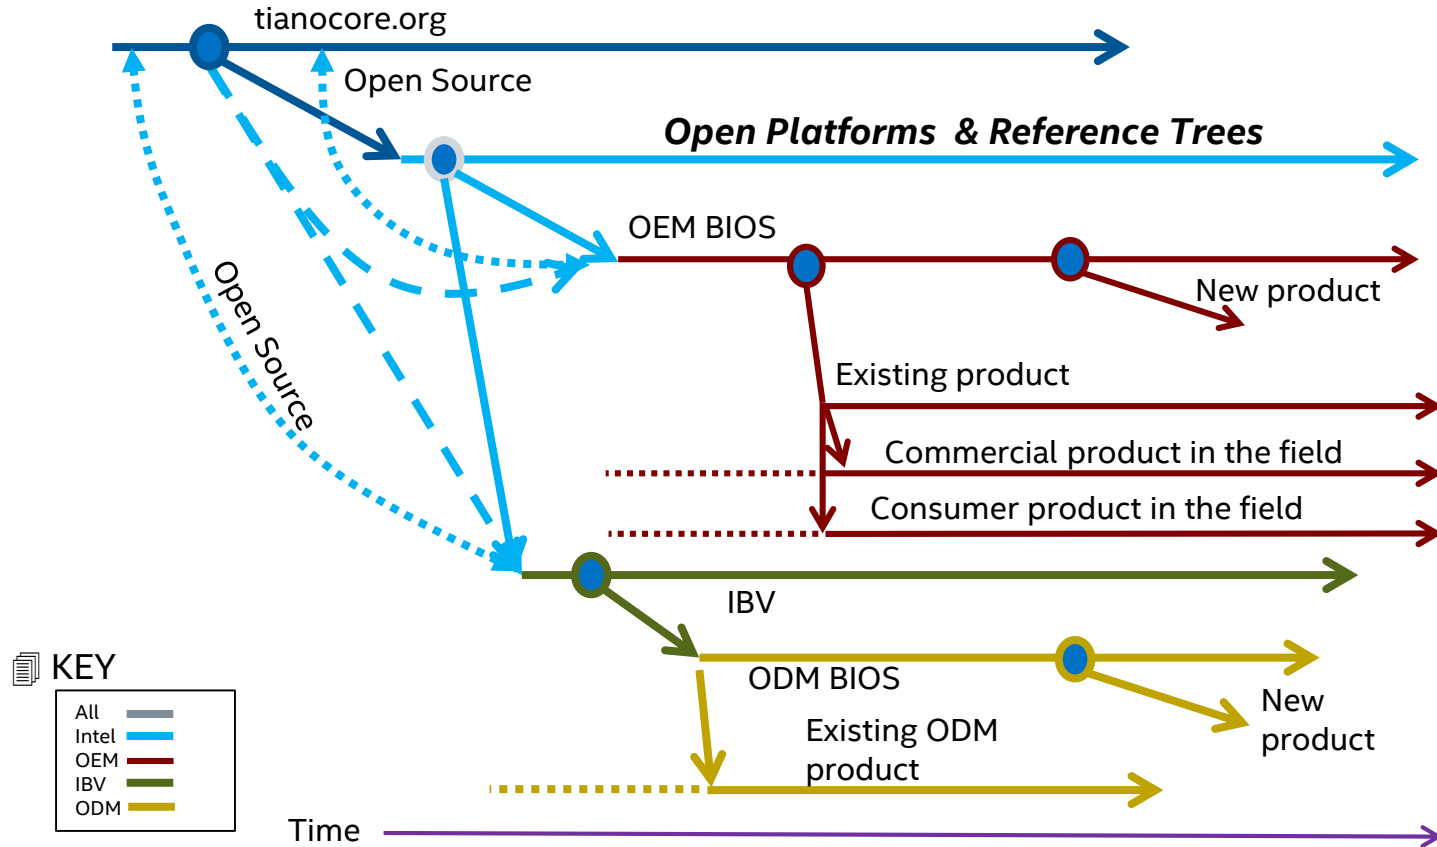 tianocore.org
Open Source
Open Platforms & Reference Trees
OEM BIOS
New product
Open Source
Existing product
Commercial product in the field
Consumer product in the field
IBV
KEY
All
Intel
OEM
IBV
ODM
ODM BIOS
New
product
Existing ODM
product
Time